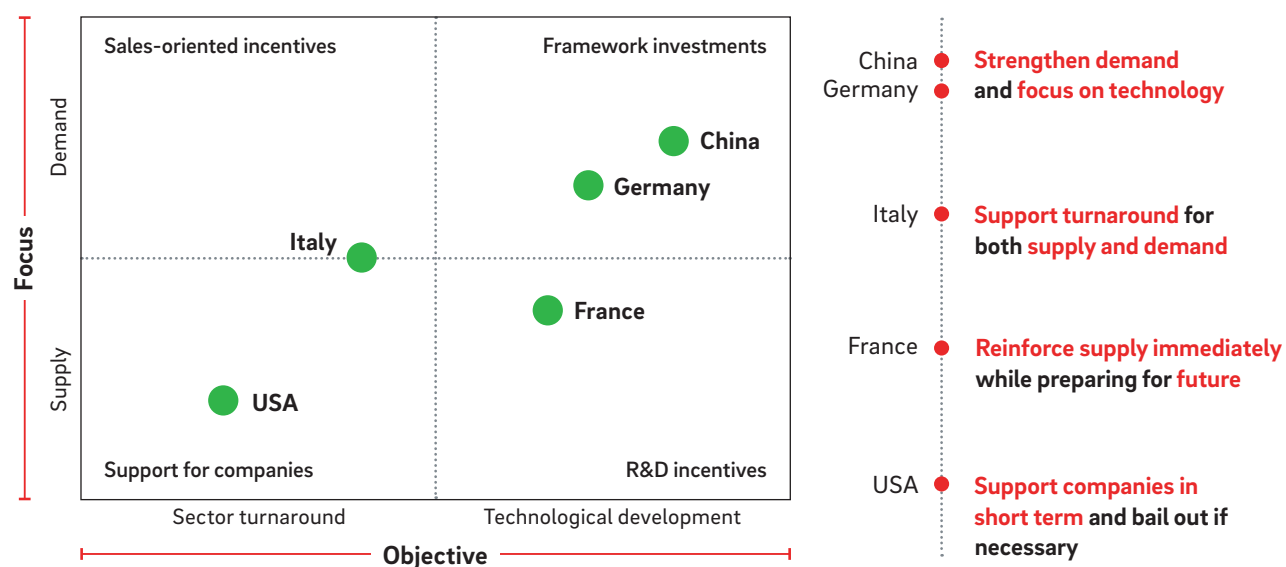 Sales-oriented incentives
Framework investments
China
Germany
Italy
France
USA
Support for companies
R&D incentives
Demand
Focus
Supply
Sector turnaround
Technological development
Objective
China
Germany
Strengthen demand
and focus on technology
Italy
Support turnaround for
both supply and demand
France
Reinforce supply immediately
while preparing for future
USA
Support companies in
short term and bail out if
necessary